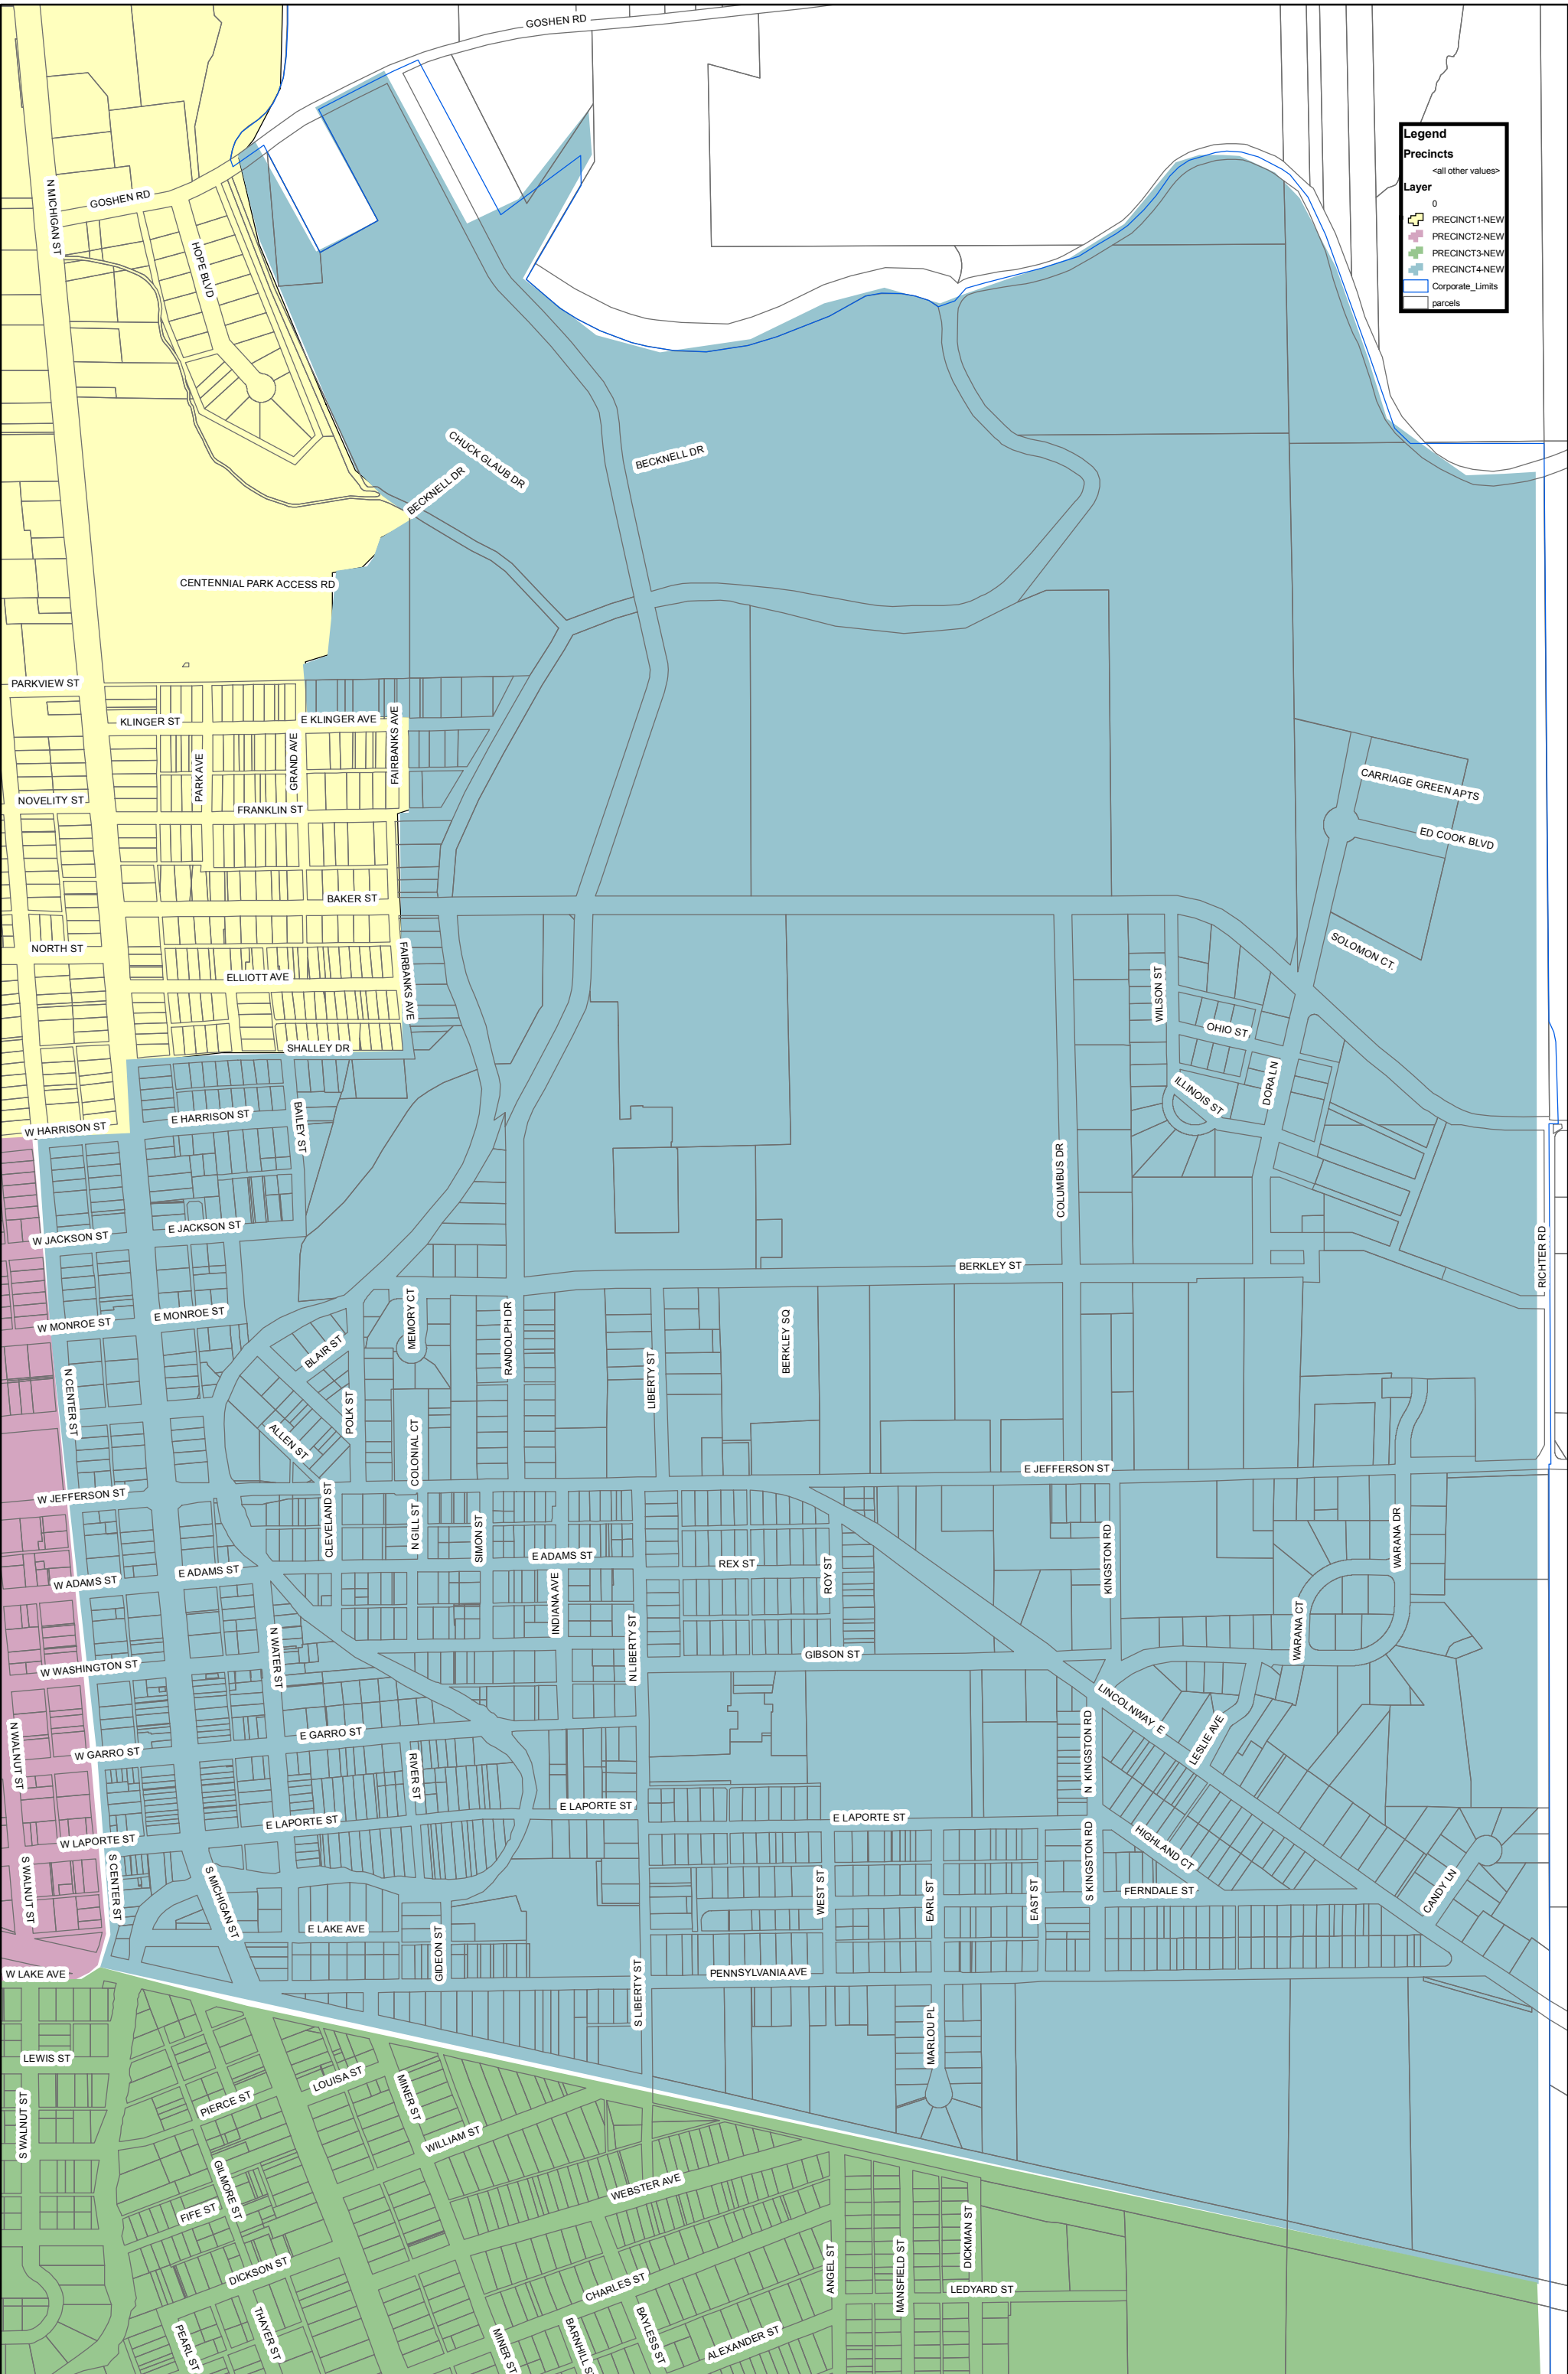 GOSHEN RD
Legend
Precincts
<all other values>
Layer
0
PRECINCT1-NEW
PRECINCT2-NEW
PRECINCT3-NEW
PRECINCT4-NEW
Corporate_Limits
parcels
N MICHIGAN ST
GOSHEN RD
HOPE BLVD
CHUCK GLAUB DR
BECKNELL DR
BECKNELL DR
CENTENNIAL PARK ACCESS RD
PARKVIEW ST
KLINGER ST
E KLINGER AVE
FAIRBANKS AVE
GRAND AVE
PARK AVE
CARRIAGE GREEN APTS
NOVELITY ST
FRANKLIN ST
ED COOK BLVD
BAKER ST
NORTH ST
SOLOMON CT.
ELLIOTT AVE
FAIRBANKS AVE
WILSON ST
OHIO ST
SHALLEY DR
DORA LN
ILLINOIS ST
E HARRISON ST
BAILEY ST
W HARRISON ST
COLUMBUS DR
E JACKSON ST
W JACKSON ST
RICHTER RD
BERKLEY ST
E MONROE ST
W MONROE ST
MEMORY CT
RANDOLPH DR
BERKLEY SQ
BLAIR ST
LIBERTY ST
N CENTER ST
POLK ST
ALLEN ST
COLONIAL CT
E JEFFERSON ST
W JEFFERSON ST
CLEVELAND ST
N GILL ST
SIMON ST
WARANA DR
E ADAMS ST
REX ST
KINGSTON RD
E ADAMS ST
W ADAMS ST
ROY ST
INDIANA AVE
WARANA CT
N WATER ST
N LIBERTY ST
GIBSON ST
W WASHINGTON ST
LINCOLNWAY E
E GARRO ST
LESLIE AVE
N KINGSTON RD
W GARRO ST
N WALNUT ST
RIVER ST
E LAPORTE ST
E LAPORTE ST
E LAPORTE ST
W LAPORTE ST
HIGHLAND CT
S KINGSTON RD
S CENTER ST
S WALNUT ST
S MICHIGAN ST
WEST ST
EARL ST
EAST ST
FERNDALE ST
CANDY LN
E LAKE AVE
GIDEON ST
W LAKE AVE
PENNSYLVANIA AVE
S LIBERTY ST
MARLOU PL
LEWIS ST
LOUISA ST
MINER ST
PIERCE ST
S WALNUT ST
WILLIAM ST
GILMORE ST
WEBSTER AVE
FIFE ST
DICKMAN ST
DICKSON ST
ANGEL ST
MANSFIELD ST
CHARLES ST
LEDYARD ST
THAYER ST
PEARL ST
MINER ST
BARNHILL S
BAYLESS ST
ALEXANDER ST